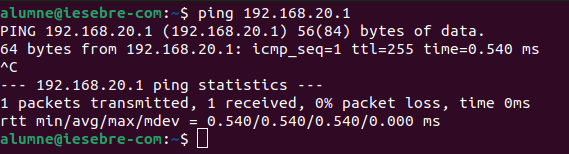 alumne@iesebre-com:~$ ping 192.168.20.1
PING 192.168.20.1 (192.168.20.1) 56(84) bytes of data.
64 bytes from 192.168.20.1: icmp_seq=1 ttl=255 time=0.540 ms
^C
--- 192.168.20.1 ping statistics ---
1 packets transmitted, 1 received, 0% packet loss, time 0ms
rtt min/avg/max/mdev = 0.540/0.540/0.540/0.000 ms
alumne@iesebre-com:~$